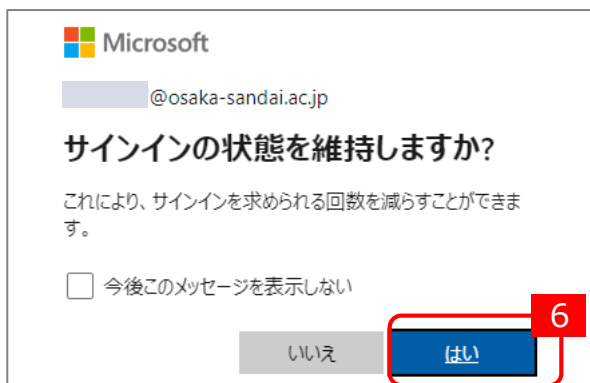 Microsoft
@osaka-sandai.ac.jp
サインインの状態を維持しますか?
これにより、サインインを求められる回数を減らすことができま
す。
今後このメッセージを表示しない
6
いいえ はい